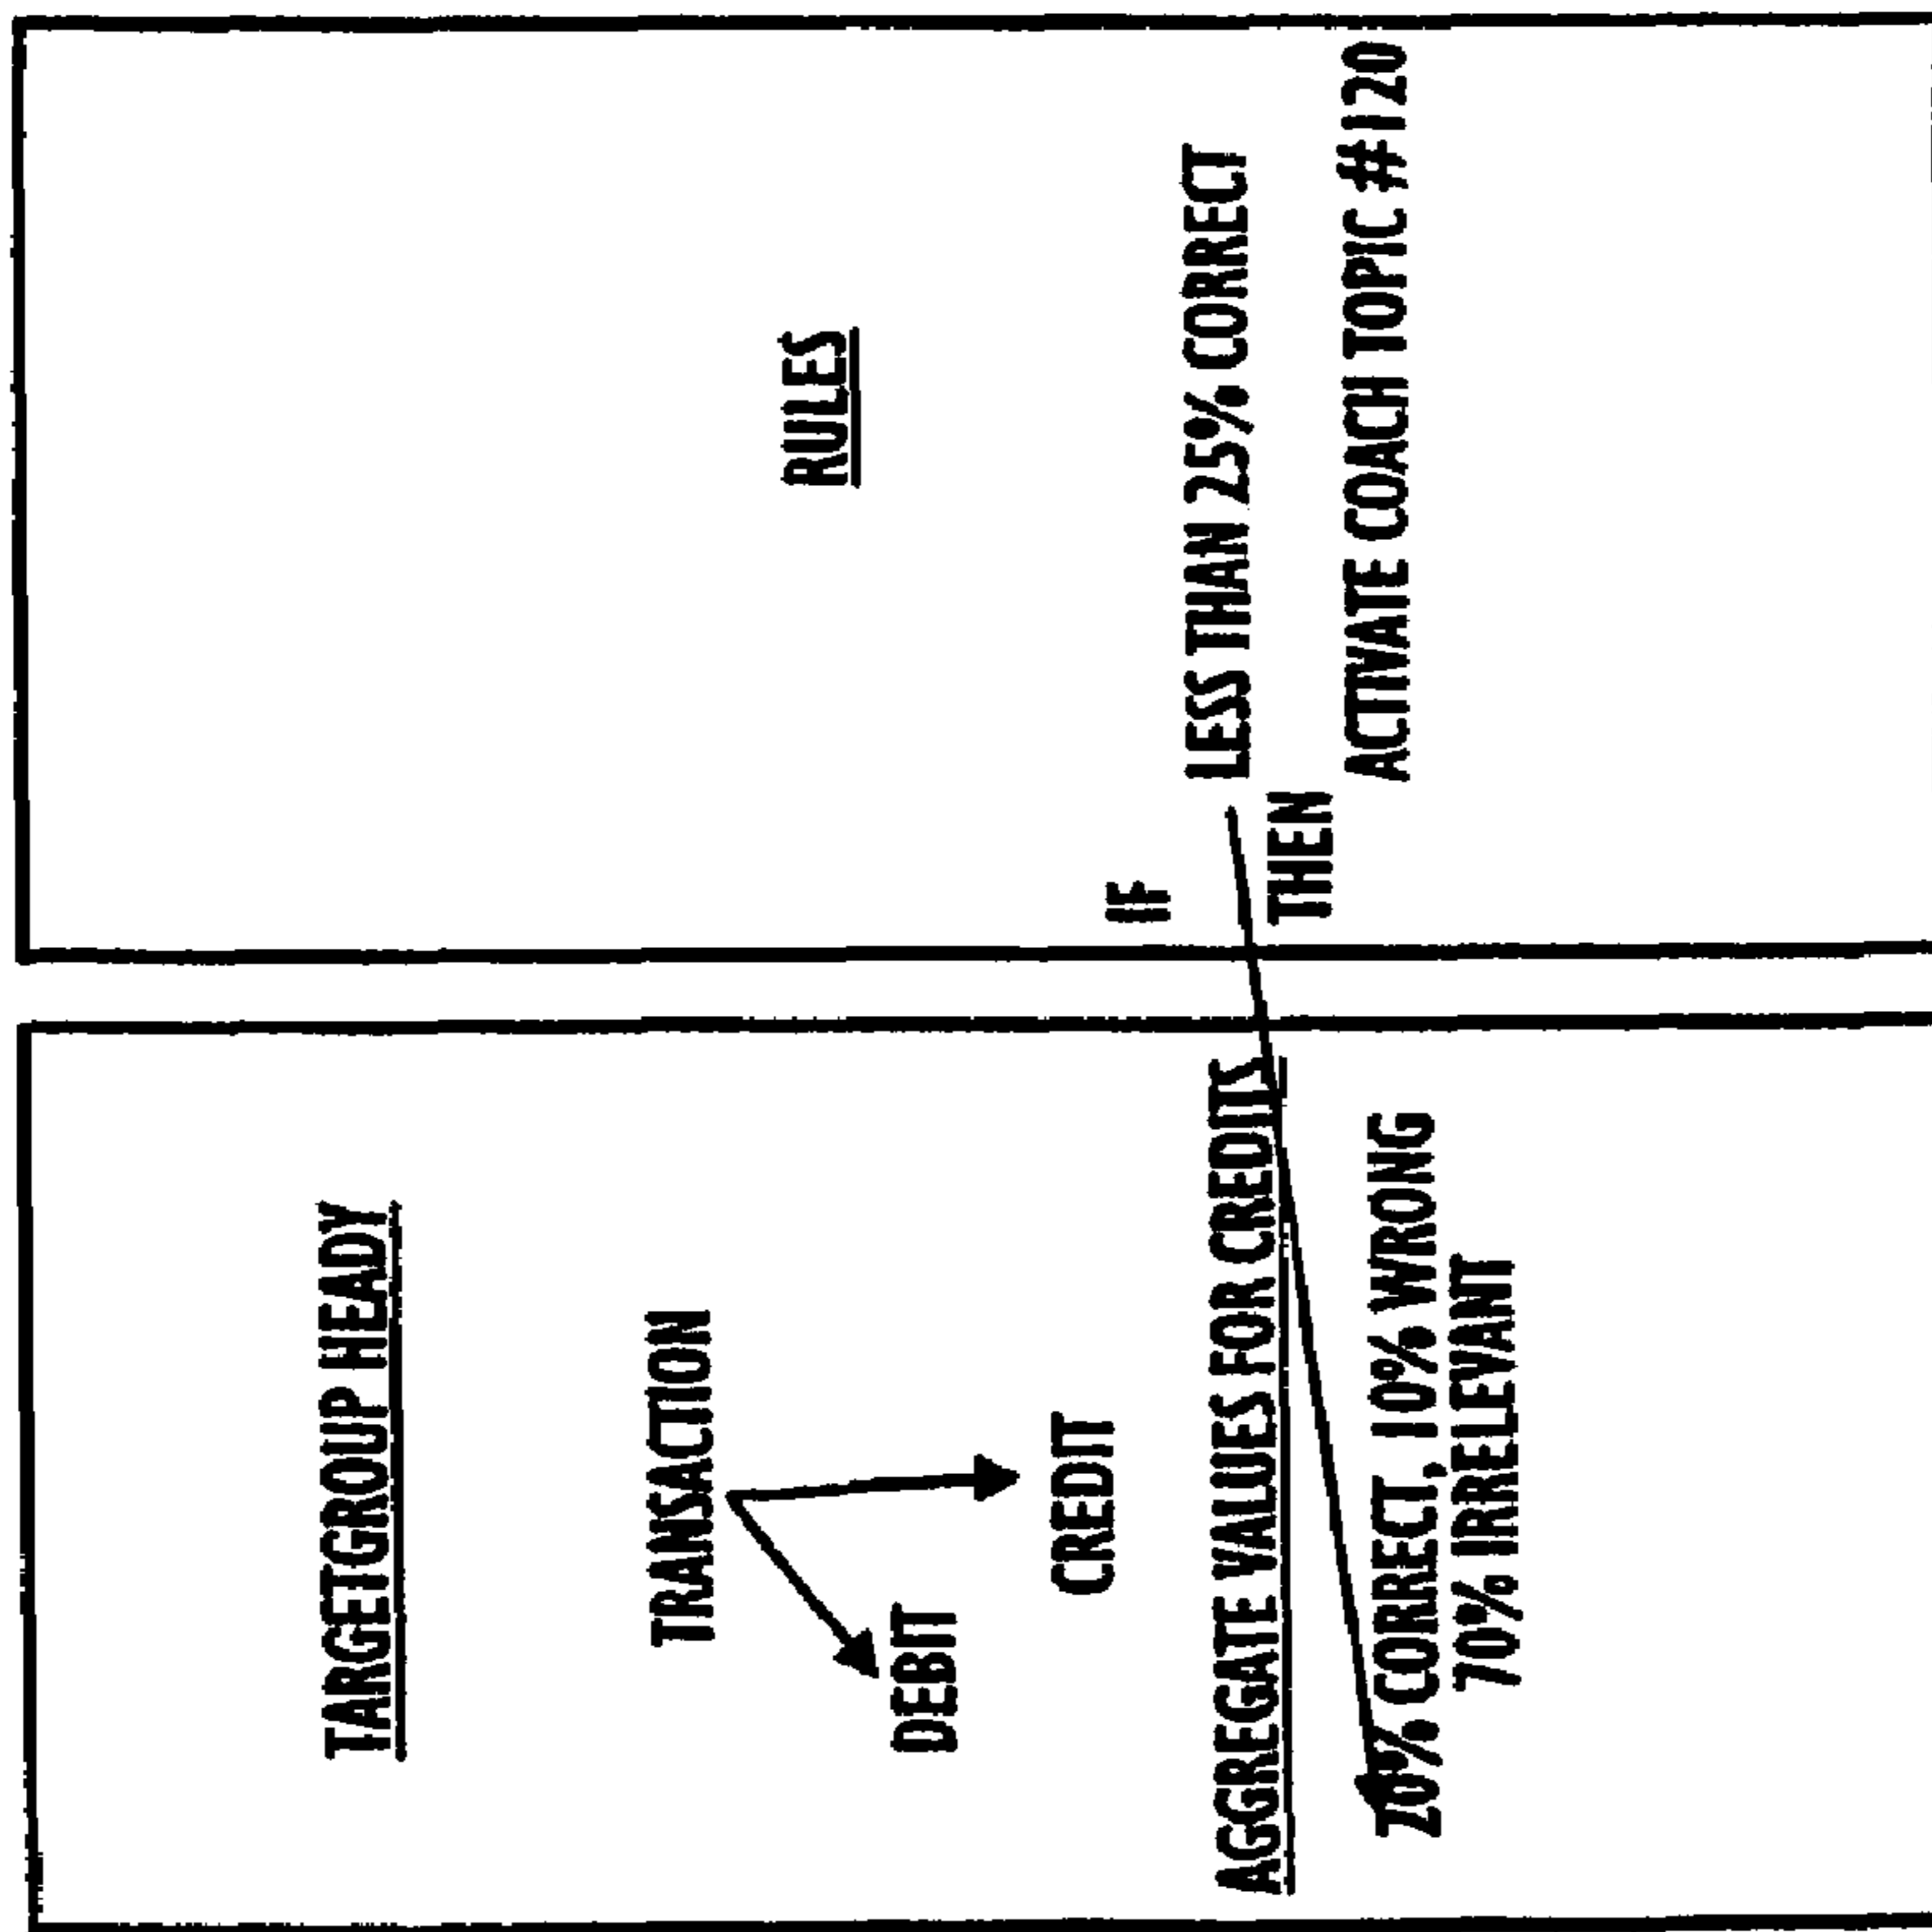 TARGETGROUP HEADY
TRANSACTION
DEBIT
CREDIT
AGGREGATE VALUES FOR CREDITS
20% CORRECT, 10% WRONG
70% IRRELEVANT
RULES
IF
LESS THAN 25% CORRECT
THEN
ACTIVATE COACH TOPIC #120